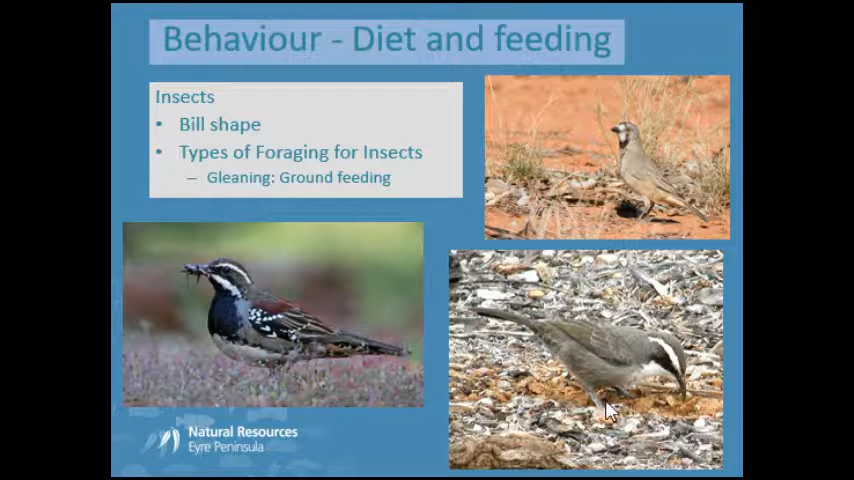 Behaviour - Diet and feeding
Insects
• Bill shape
• Types of Foraging for Insects
– Gleaning: Ground feeding
Natural Resources
Eyre Peninsula